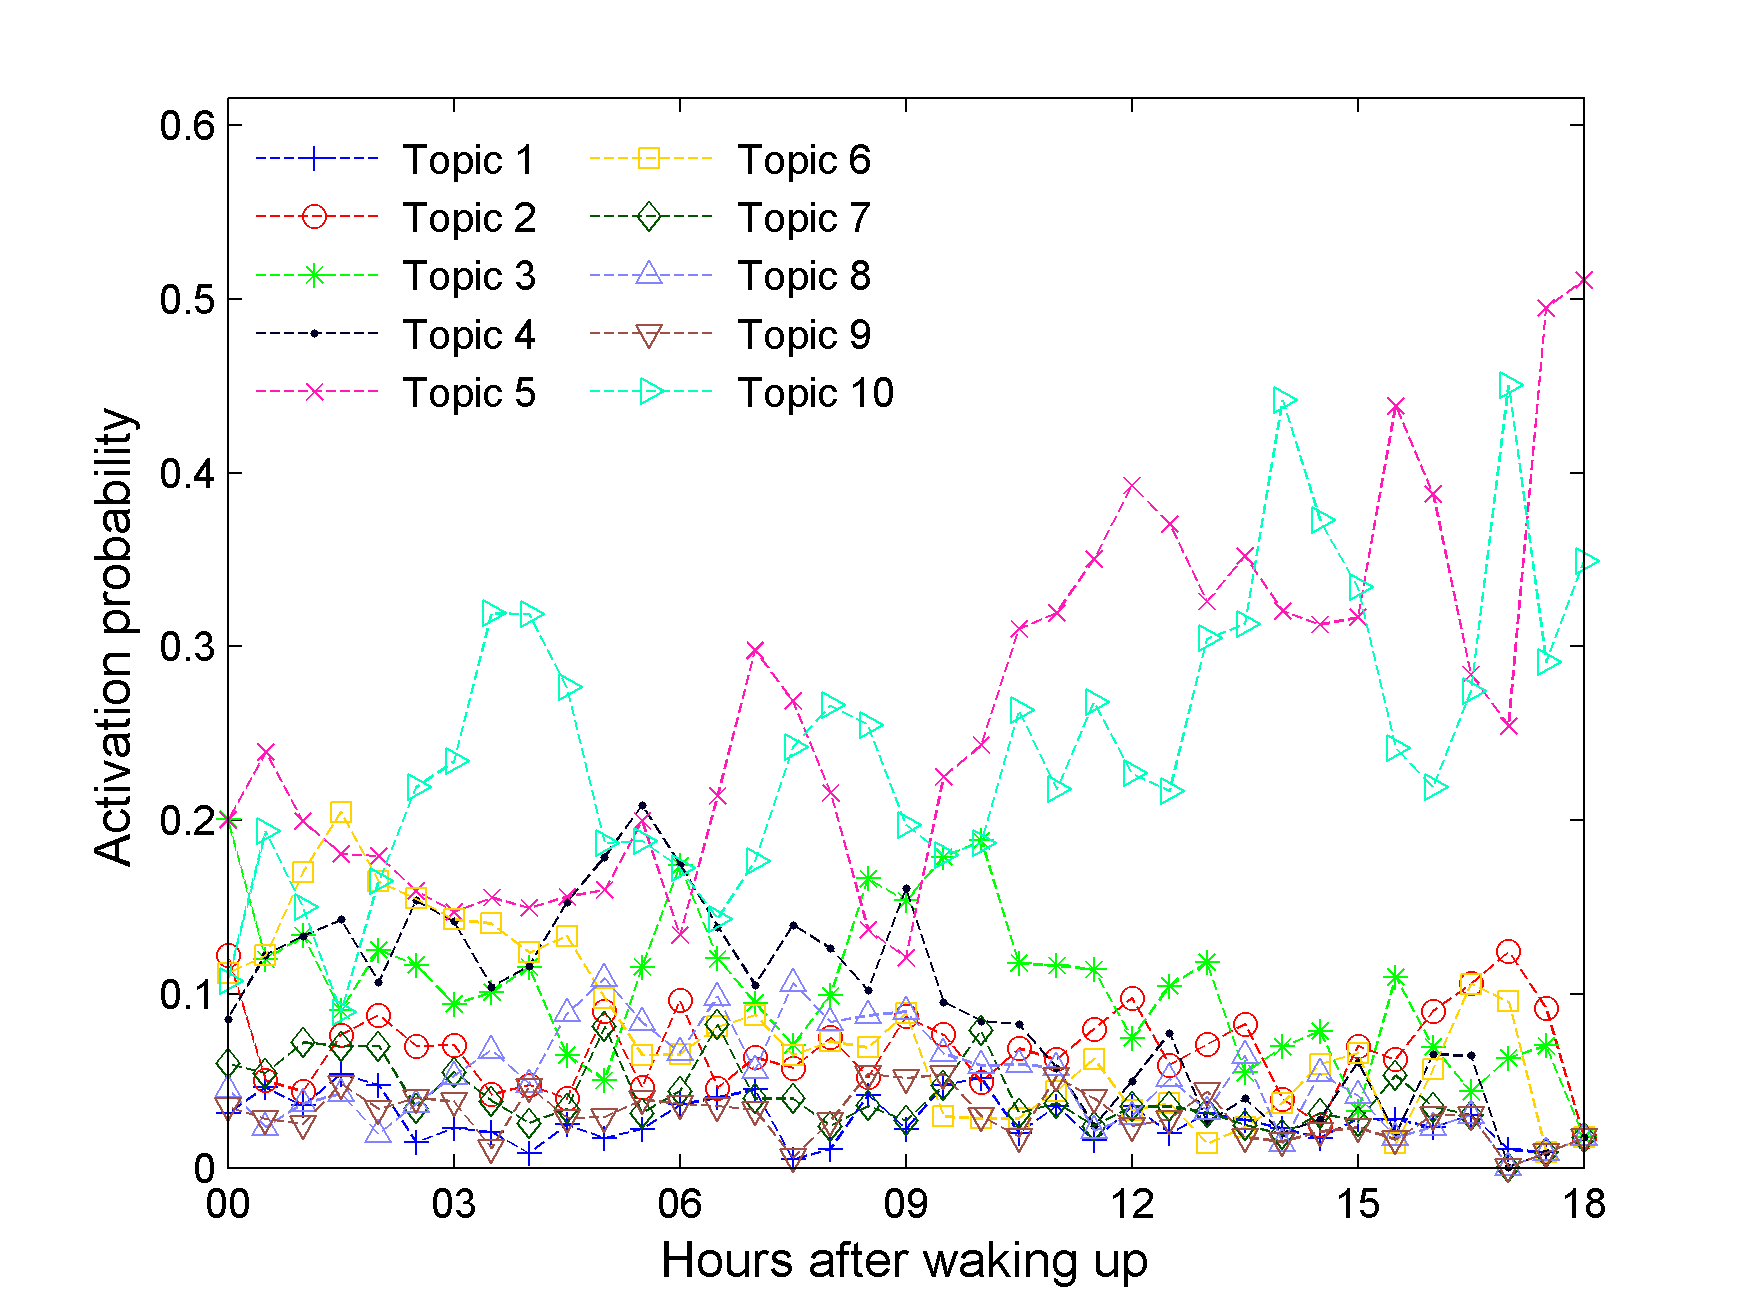 0.6
0.5
0.4
0.3
0.2
0.1
0
Activation probability
Topic 1
Topic 2
Topic 3
Topic 4
Topic 5
Topic 6
Topic 7
Topic 8
Topic 9
Topic 10
00 03 06 09 12 15 18
Hours after waking up